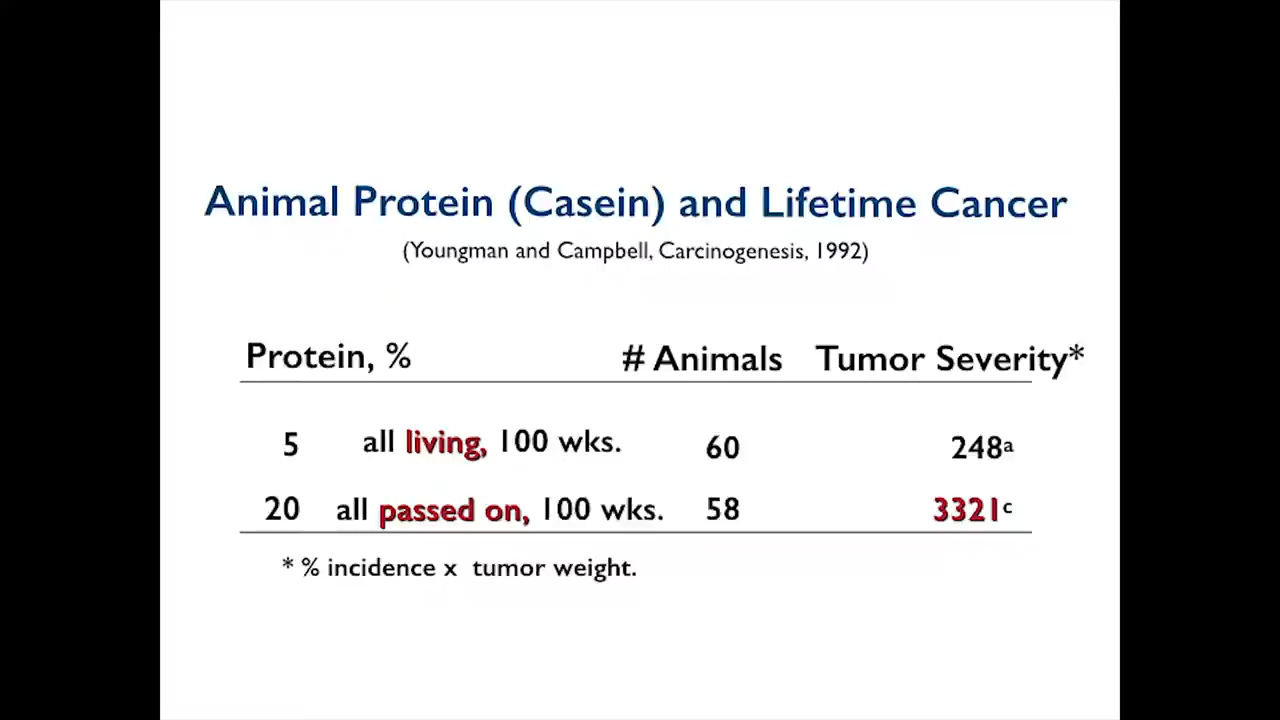 Animal Protein (Casein) and Lifetime Cancer
(Youngman and Campbell, Carcinogenesis, 1992)
Protein, % # Animals Tumor Severity*
5 all living, 100 wks. 60 248ᵃ
20 all passed on, 100 wks. 58 3321ᶜ
* % incidence x tumor weight.